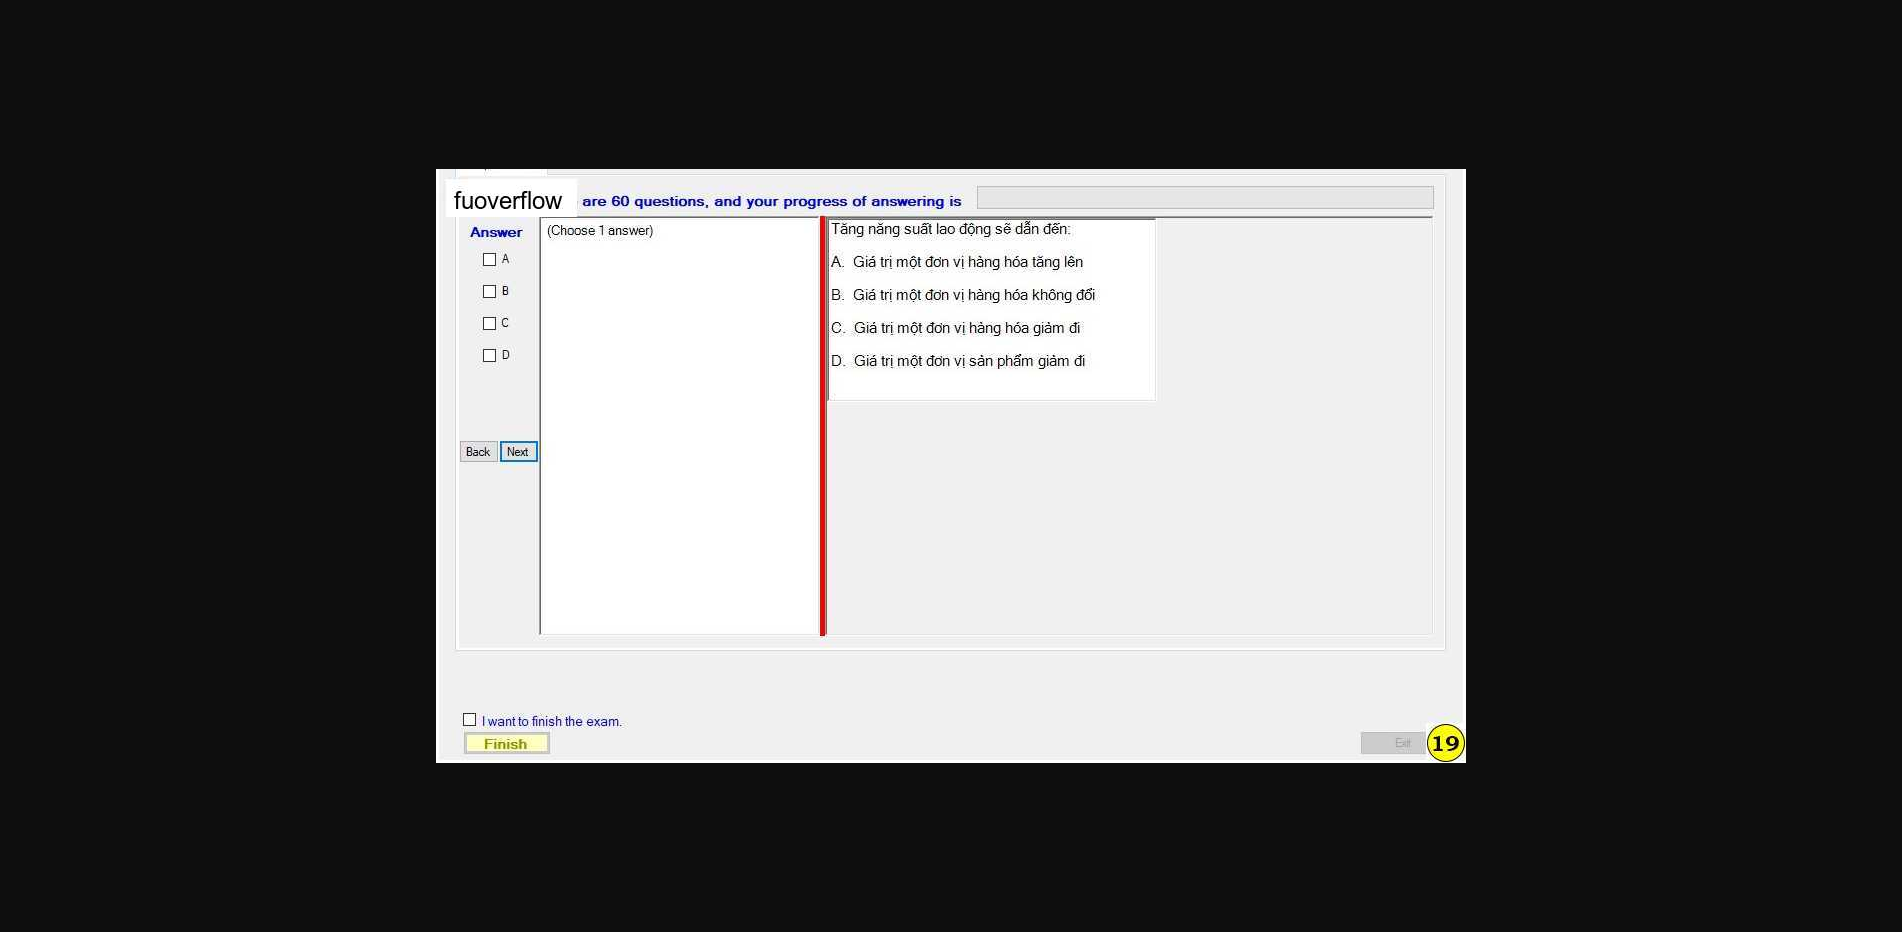 fuoverflow are 60 questions, and your progress of answering is
Answer
A
B
C
D
Back Next
(Choose 1 answer)
Tăng năng suất lao động sẽ dẫn đến:
A. Giá trị một đơn vị hàng hóa tăng lên
B. Giá trị một đơn vị hàng hóa không đổi
C. Giá trị một đơn vị hàng hóa giảm đi
D. Giá trị một đơn vị sản phẩm giảm đi
I want to finish the exam.
Finish
Exit
19